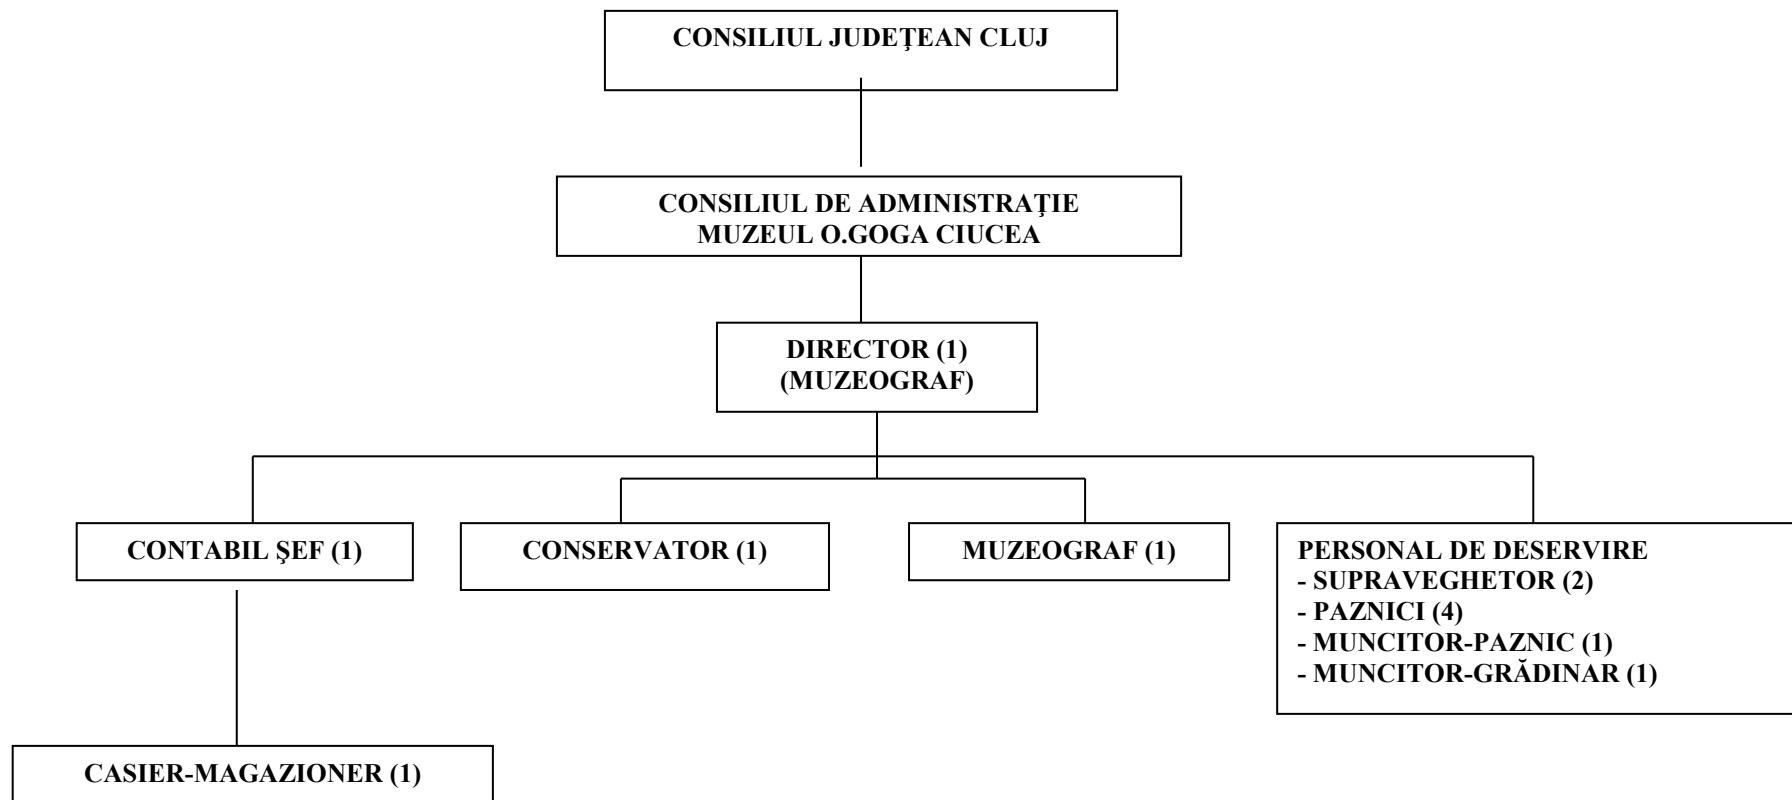 CONSILIUL JUDEŢEAN CLUJ
CONSILIUL DE ADMINISTRAŢIE
MUZEUL O.GOGA CIUCEA
DIRECTOR (1)
(MUZEOGRAF)
CONTABIL ŞEF (1)
CONSERVATOR (1)
MUZEOGRAF (1)
PERSONAL DE DESERVIRE
- SUPRAVEGHETOR (2)
- PAZNICI (4)
- MUNCITOR-PAZNIC (1)
- MUNCITOR-GRĂDINAR (1)
CASIER-MAGAZIONER (1)